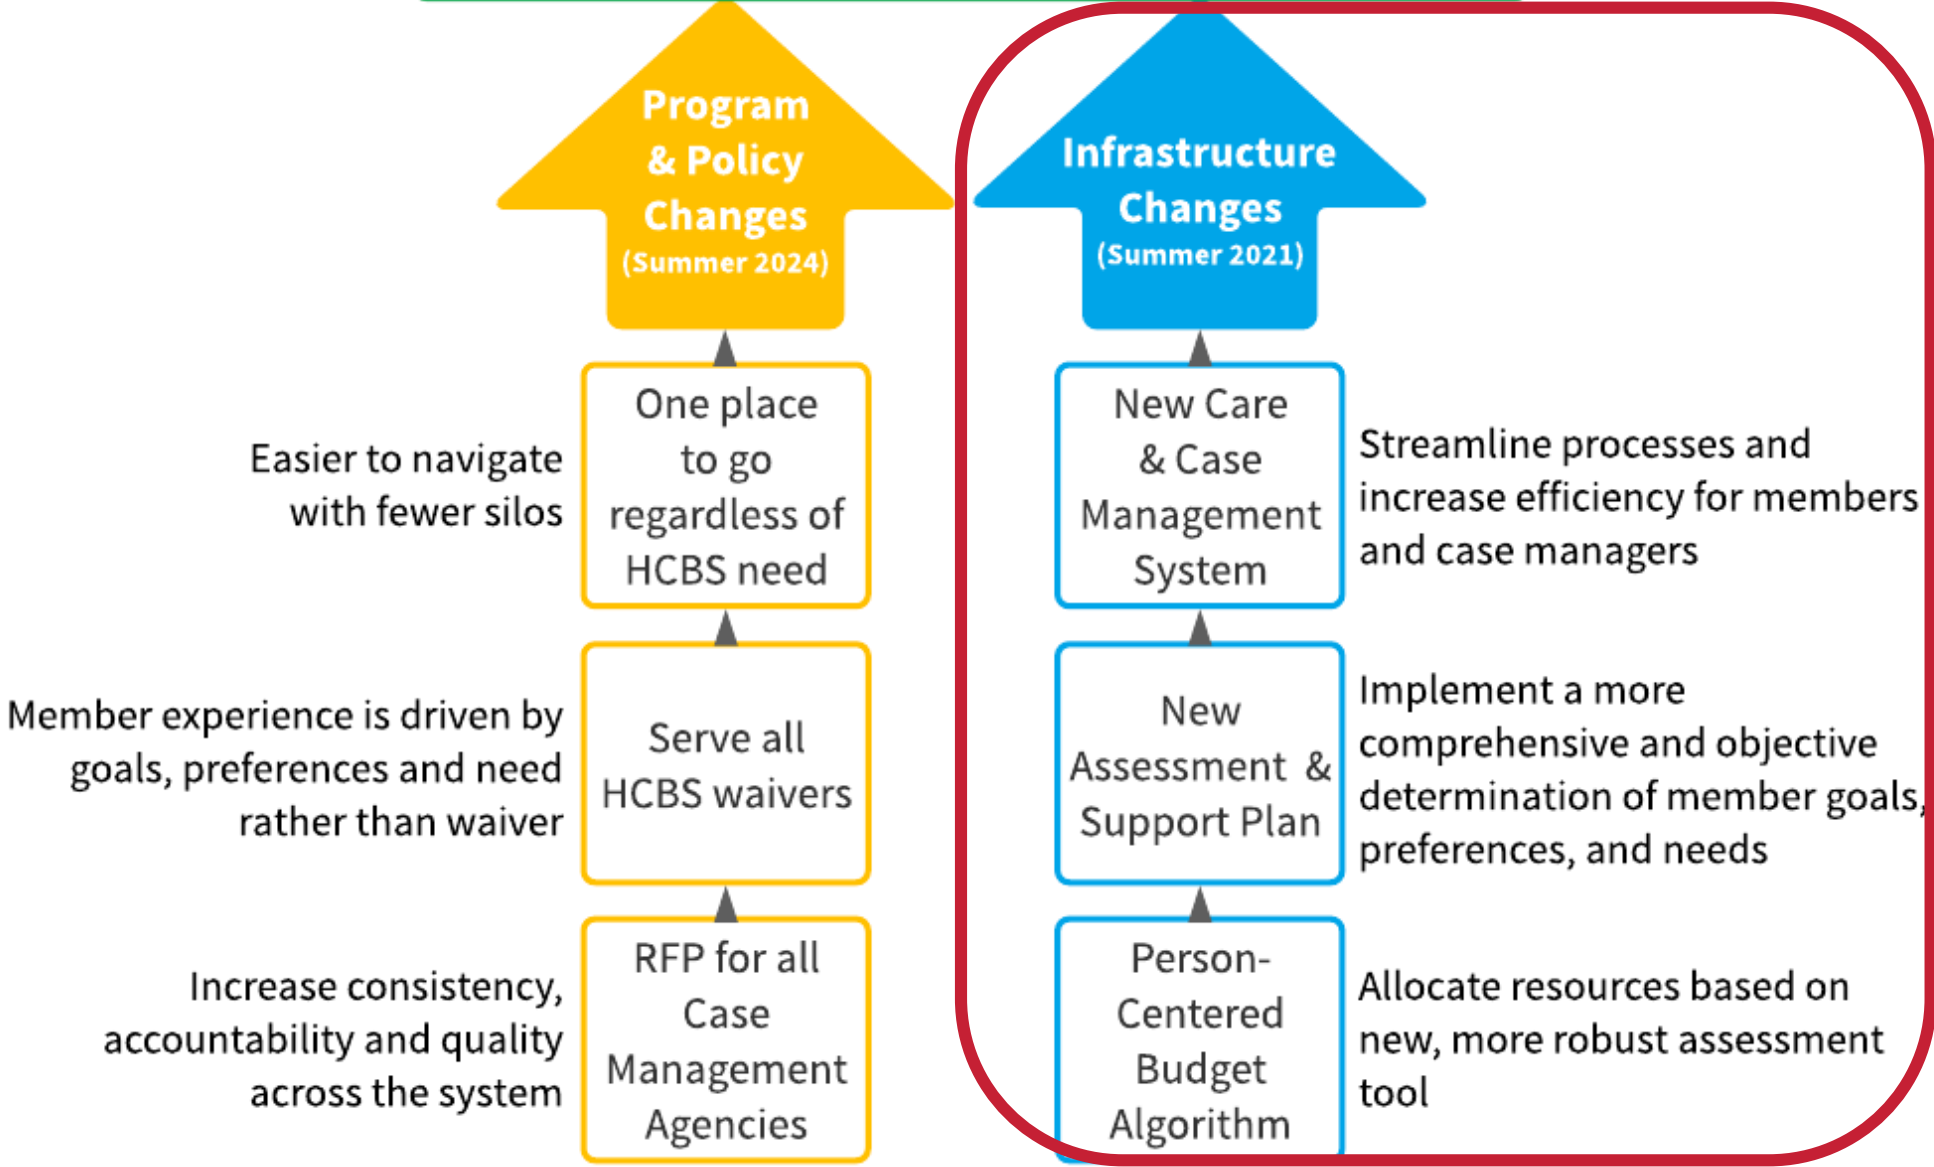 Program
& Policy
Changes
(Summer 2024)
One place
to go
regardless of
HCBS need
Easier to navigate
with fewer silos
Serve all
HCBS waivers
Member experience is driven by
goals, preferences and need
rather than waiver
RFP for all
Case
Management
Agencies
Increase consistency,
accountability and quality
across the system
Infrastructure
Changes
(Summer 2021)
New Care
& Case
Management
System
Streamline processes and
increase efficiency for members
and case managers
New
Assessment &
Support Plan
Implement a more
comprehensive and objective
determination of member goals,
preferences, and needs
Person-
Centered
Budget
Algorithm
Allocate resources based on
new, more robust assessment
tool